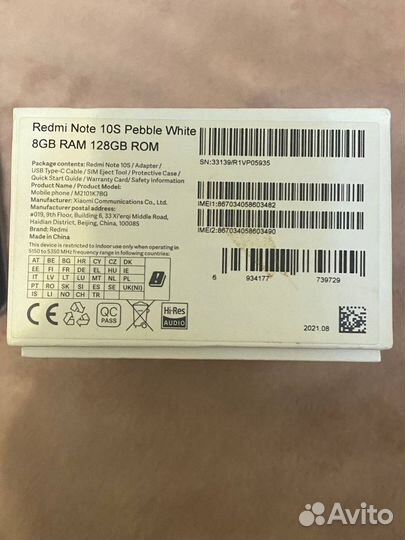 Redmi Note 10S Pebble White
8GB RAM 128GB ROM
Package contents: Redmi Note 10S / Adapter /
USB Type-C Cable / SIM Eject Tool / Protective Case /
Quick Start Guide / Warranty Card/ Safety Information
Product Name / Product Model:
Mobile phone / M2101K7BG
Manufacturer: Xiaomi Communications Co., Ltd.
Manufacturer postal address:
#019, 9th Floor, Building 6, 33 Xi'erqi Middle Road,
Haidian District, Beijing, China, 100085
Brand: Redmi
Made in China
This device is restricted to indoor use only when operating in
5150 to 5350 MHz frequency range in following countries:
AT BE BG HR CY CZ DK
EE FI FR DE EL HU IE
IT LV LT LU MT NL PL
PT RO SK SI ES SE UK(NI)
IS LI NO CH TR
CE
QC
PASS
Hi-Res
AUDIO
SN:33139/R1VP05935
IMEI1:867034058603482
IMEI2:867034058603490
6 934177 739729
2021.08
Avito